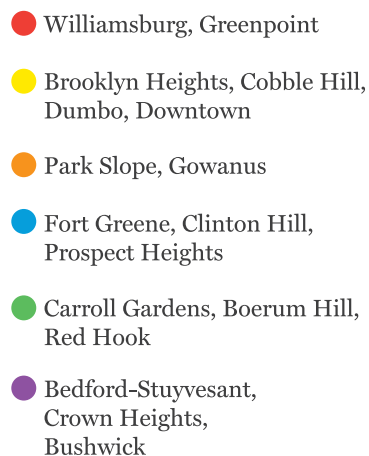 Williamsburg, Greenpoint
Brooklyn Heights, Cobble Hill,
Dumbo, Downtown
Park Slope, Gowanus
Fort Greene, Clinton Hill,
Prospect Heights
Carroll Gardens, Boerum Hill,
Red Hook
Bedford-Stuyvesant,
Crown Heights,
Bushwick